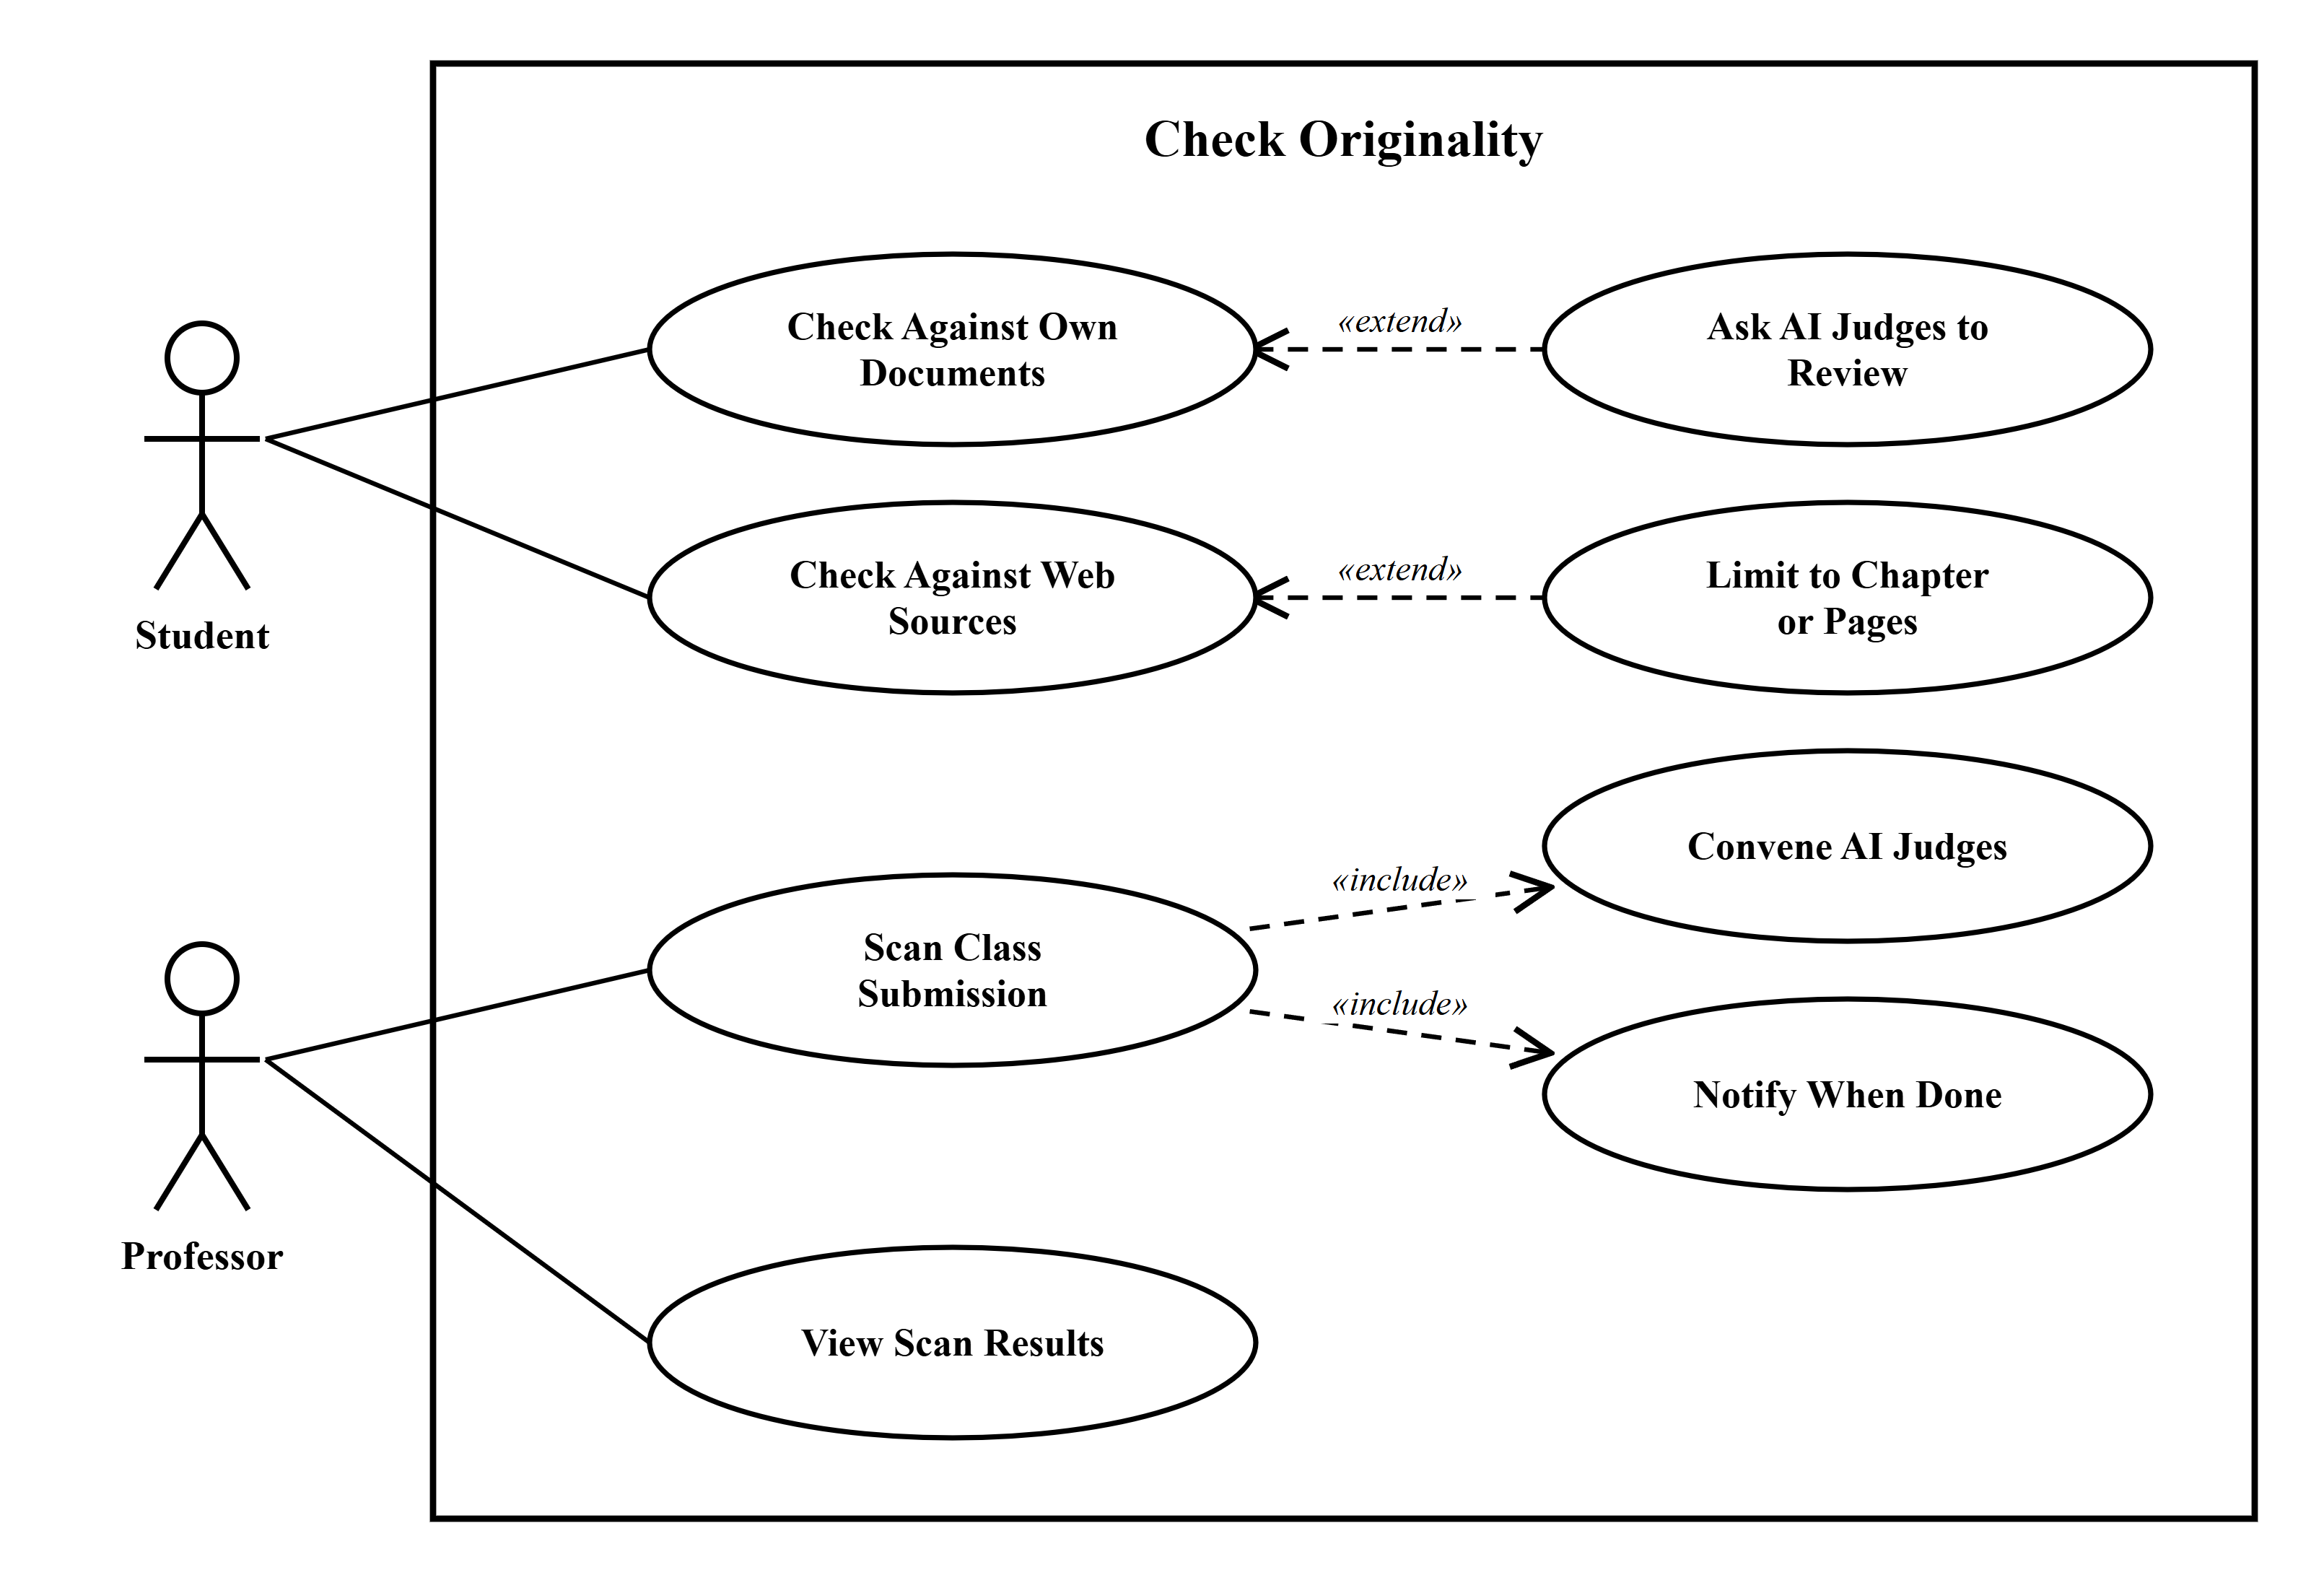 Check Originality
Check Against Own
Documents
«extend»
Ask AI Judges to
Review
Student
Check Against Web
Sources
«extend»
Limit to Chapter
or Pages
Convene AI Judges
«include»
Scan Class
Submission
«include»
Notify When Done
Professor
View Scan Results